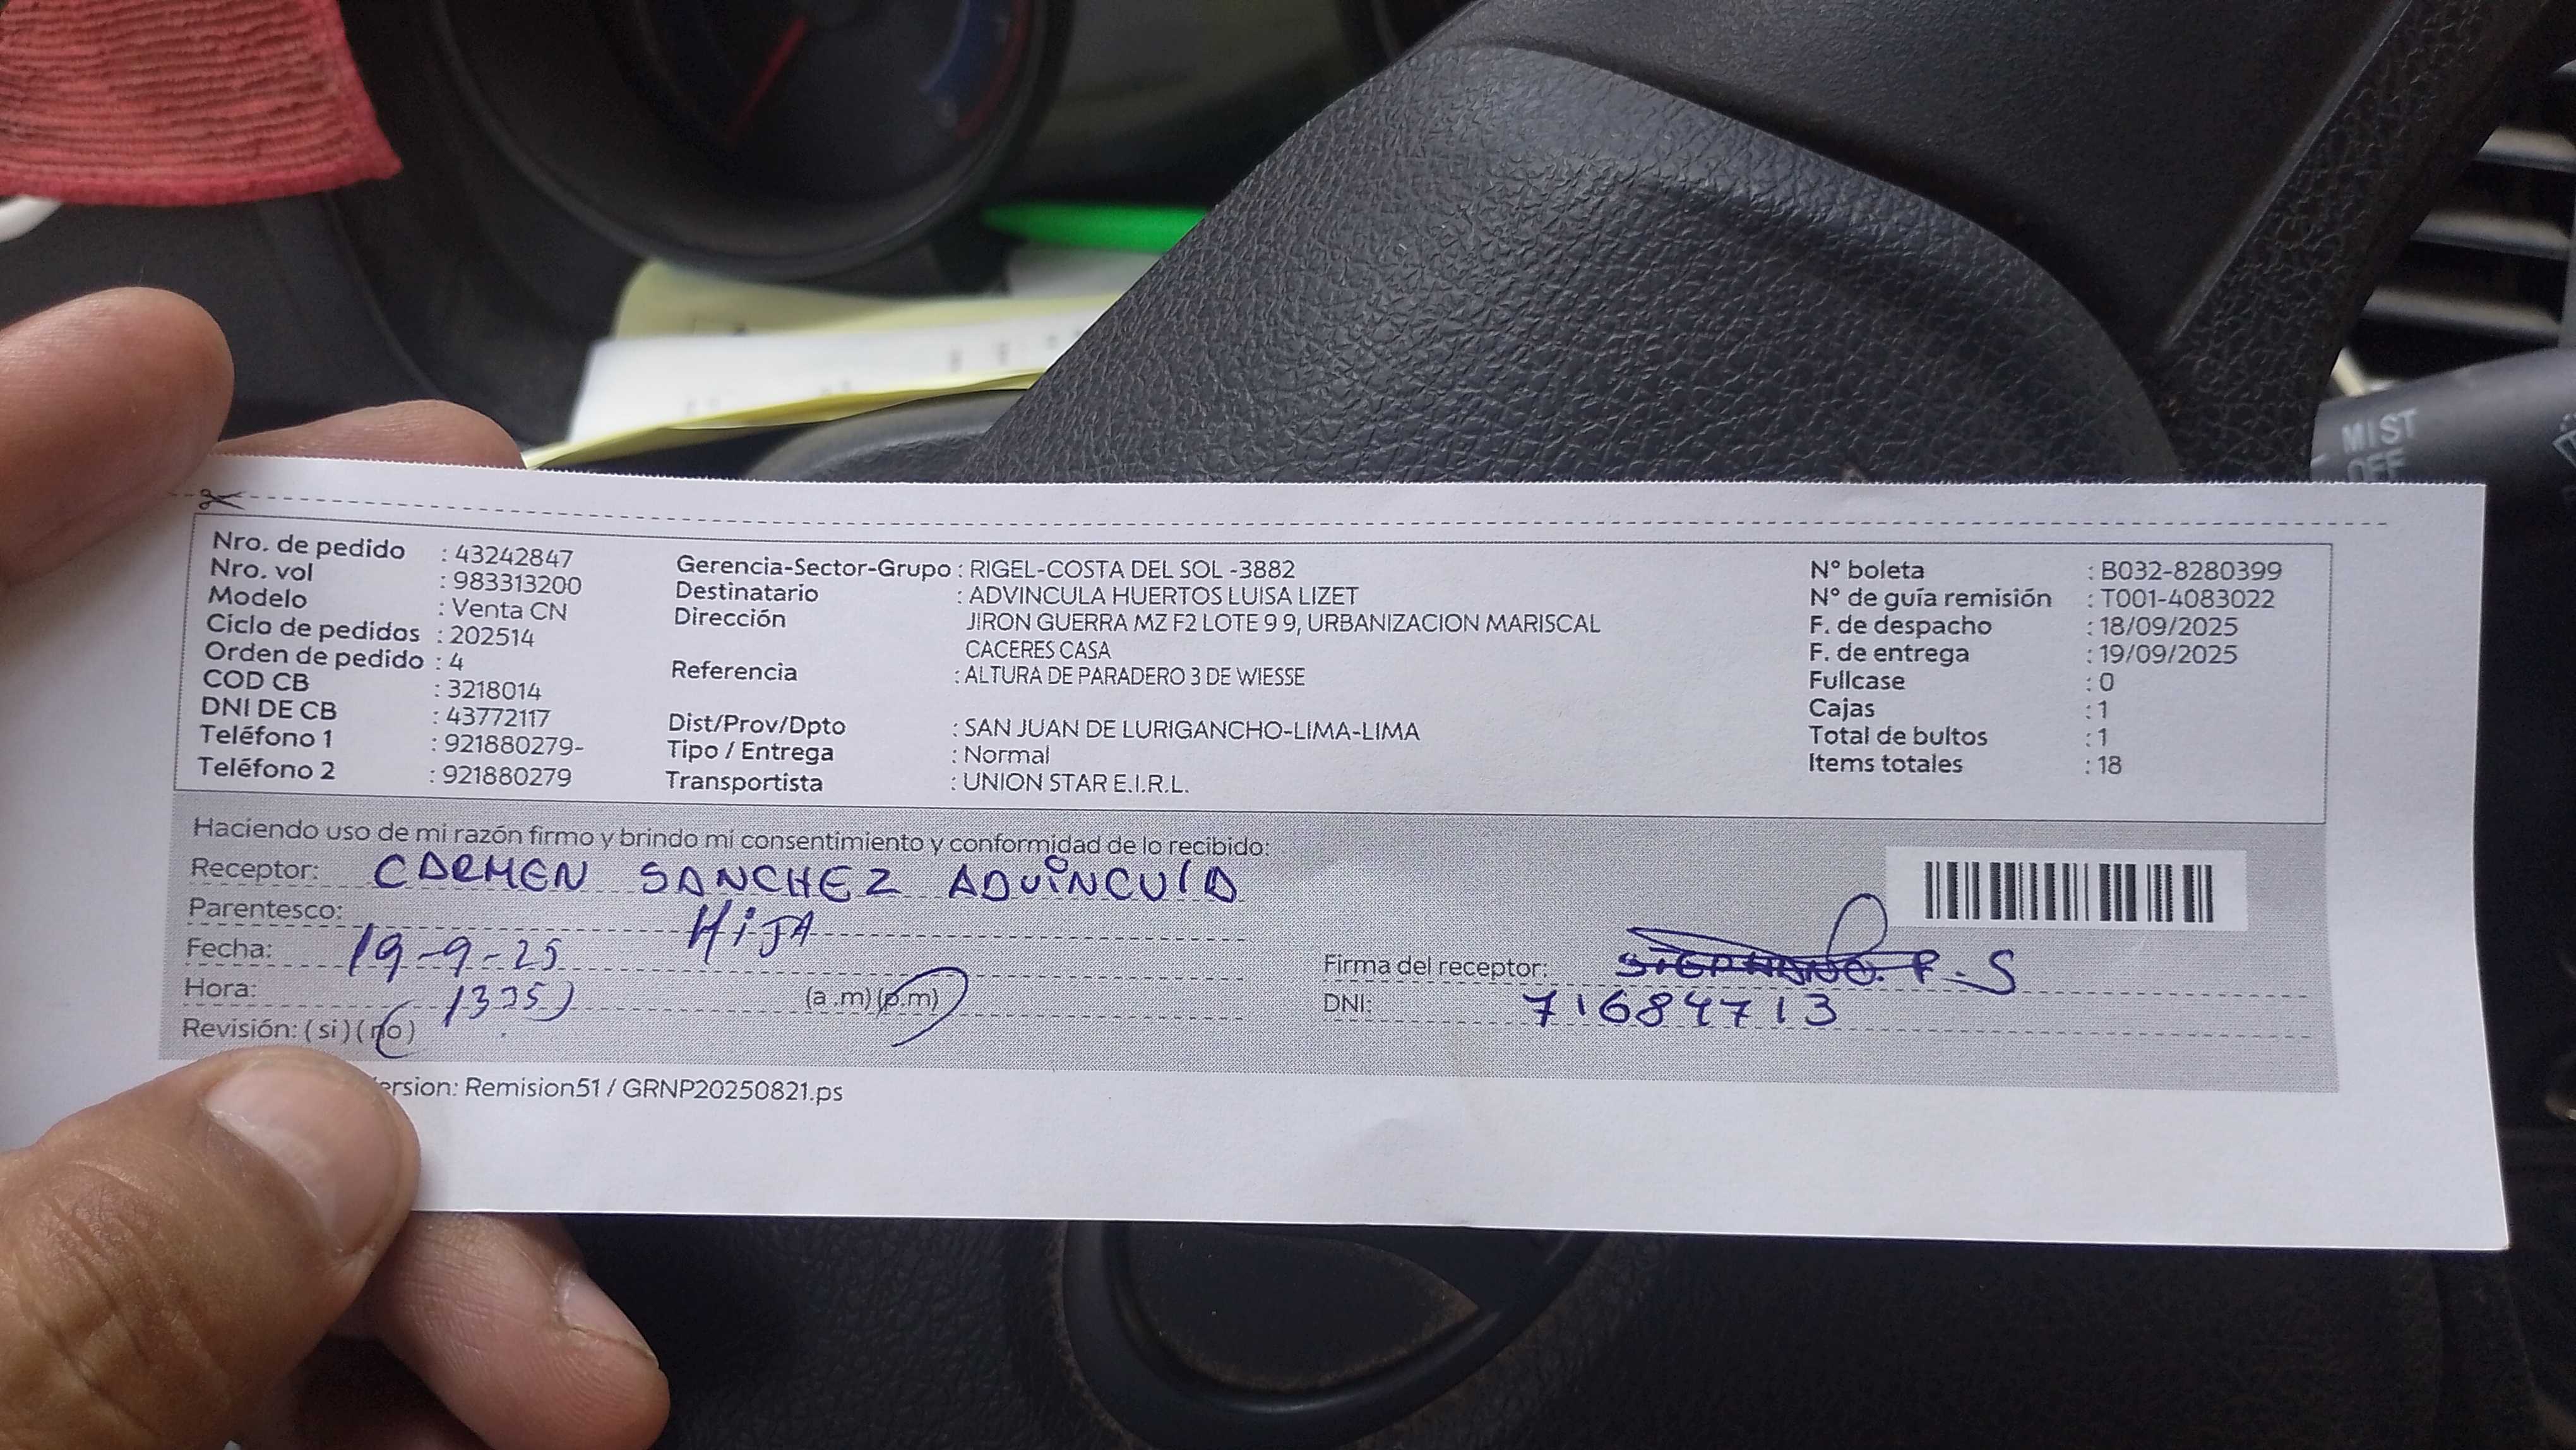 MIST
OFF
Nro. de pedido : 43242847
Nro. vol : 983313200
Modelo : Venta CN
Ciclo de pedidos : 202514
Orden de pedido : 4
COD CB : 3218014
DNI DE CB : 43772117
Teléfono 1 : 921880279-
Teléfono 2 : 921880279
Gerencia-Sector-Grupo : RIGEL-COSTA DEL SOL -3882
Destinatario : ADVINCULA HUERTOS LUISA LIZET
Dirección JIRON GUERRA MZ F2 LOTE 9 9, URBANIZACION MARISCAL
CACERES CASA
Referencia : ALTURA DE PARADERO 3 DE WIESSE
Dist/Prov/Dpto : SAN JUAN DE LURIGANCHO-LIMA-LIMA
Tipo / Entrega : Normal
Transportista : UNION STAR E.I.R.L.
N° boleta : B032-8280399
N° de guía remisión : T001-4083022
F. de despacho : 18/09/2025
F. de entrega : 19/09/2025
Fullcase : 0
Cajas : 1
Total de bultos : 1
Items totales : 18
Haciendo uso de mi razón firmo y brindo mi consentimiento y conformidad de lo recibido:
Receptor: CARMEN SANCHEZ ADVINCULA
Parentesco: HIJA
Fecha: 19-9-25
Hora: (a .m) (p.m)
Revisión: ( si ) ( no )
Firma del receptor: P-S
DNI: 71684713
ersion: Remision51 / GRNP20250821.ps